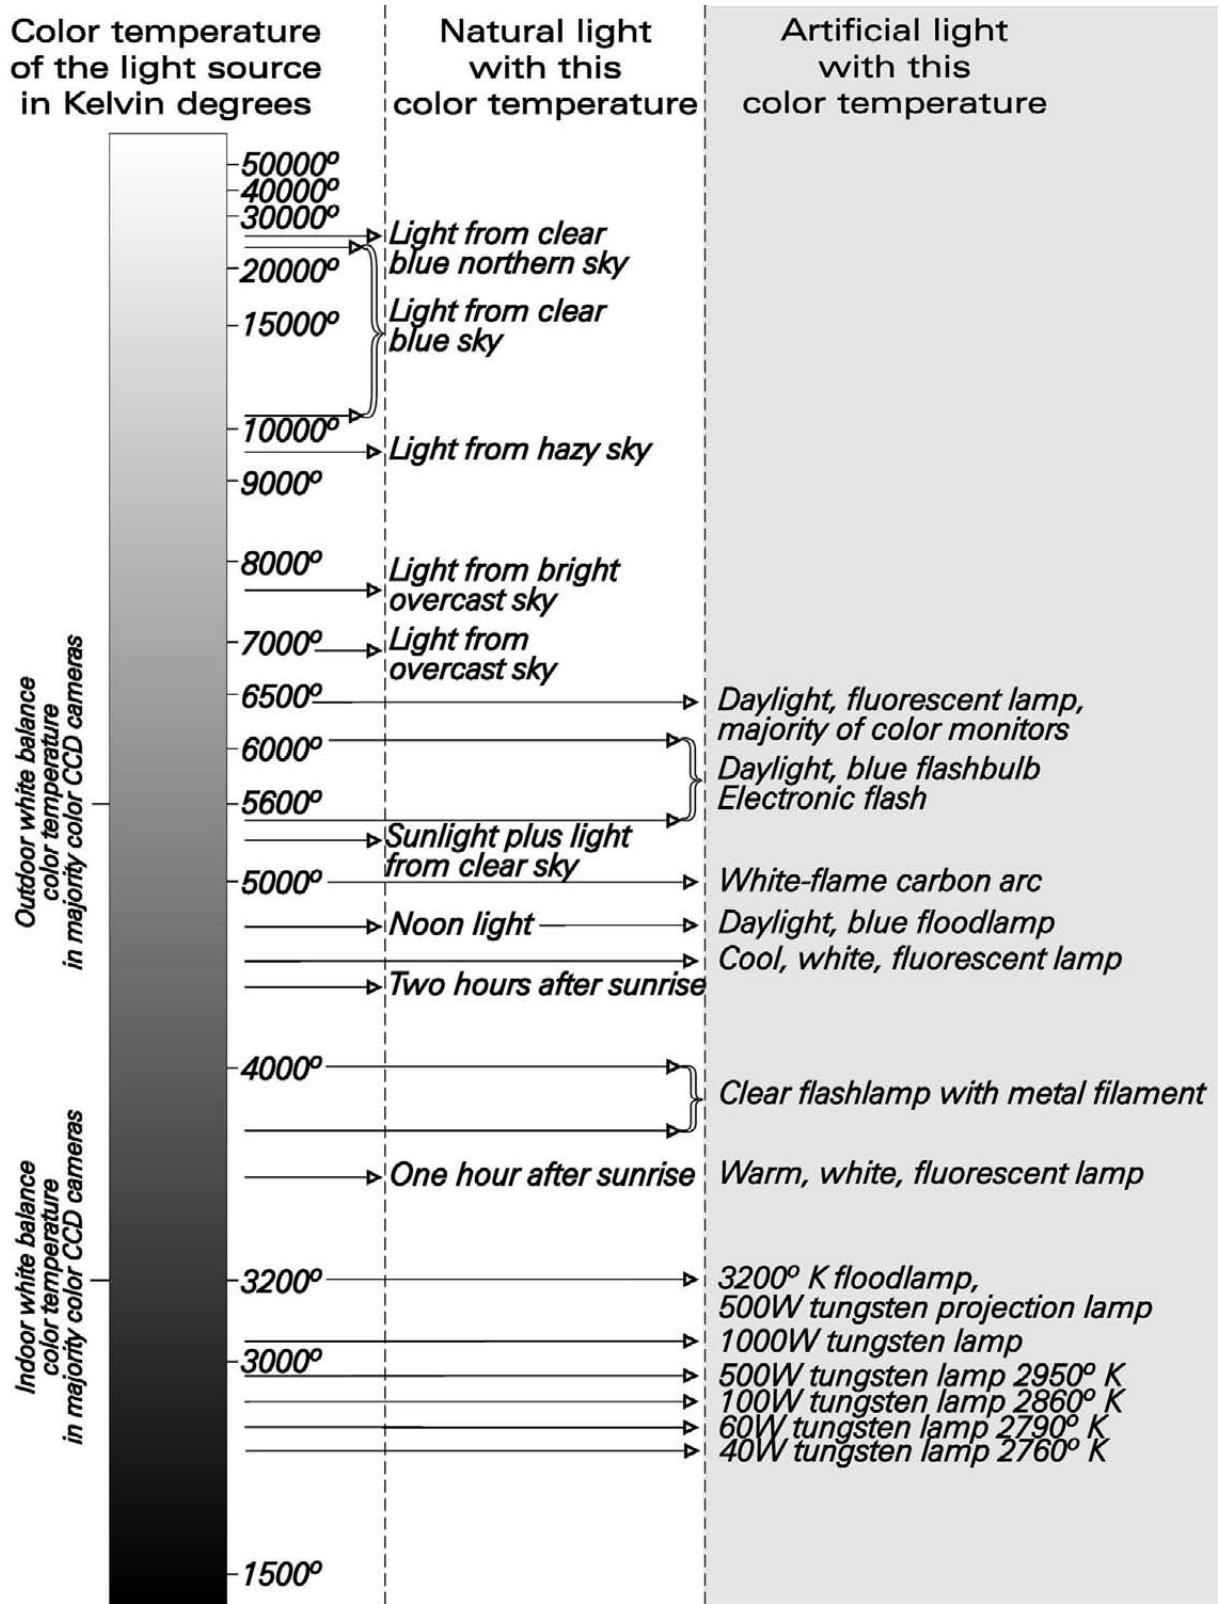 Color temperature
of the light source
in Kelvin degrees
Natural light
with this
color temperature
Artificial light
with this
color temperature
50000º
40000º
30000º
20000º
15000º
10000º
9000º
8000º
7000º
6500º
6000º
5600º
5000º
4000º
3200º
3000º
1500º
Light from clear
blue northern sky
Light from clear
blue sky
Light from hazy sky
Light from bright
overcast sky
Light from
overcast sky
Sunlight plus light
from clear sky
Noon light
Two hours after sunrise
One hour after sunrise
Daylight, fluorescent lamp,
majority of color monitors
Daylight, blue flashbulb
Electronic flash
White-flame carbon arc
Daylight, blue floodlamp
Cool, white, fluorescent lamp
Clear flashlamp with metal filament
Warm, white, fluorescent lamp
3200º K floodlamp,
500W tungsten projection lamp
1000W tungsten lamp
500W tungsten lamp 2950º K
100W tungsten lamp 2860º K
60W tungsten lamp 2790º K
40W tungsten lamp 2760º K
Outdoor white balance
color temperature
in majority color CCD cameras
Indoor white balance
color temperature
in majority color CCD cameras